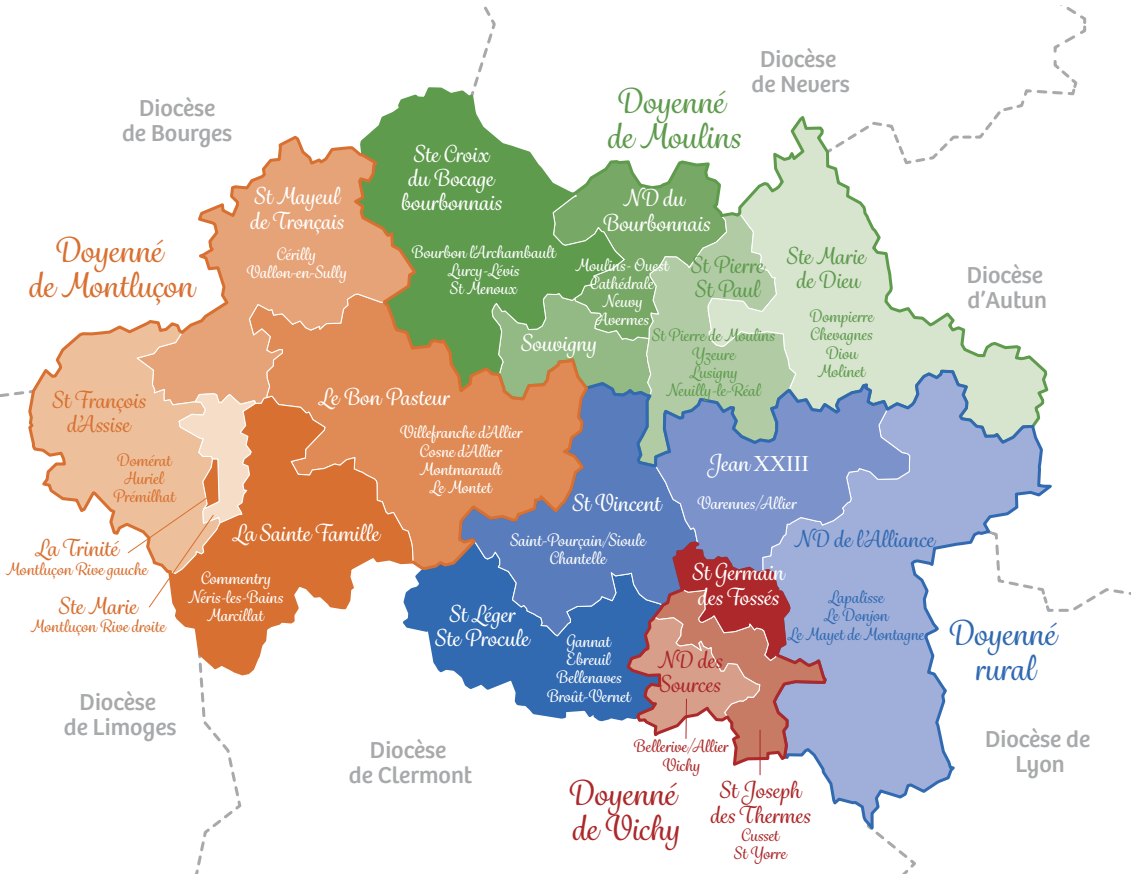 Diocèse
de Nevers
Diocèse
de Bourges
Doyenné
de Moulins
Ste Croix
du Bocage
bourbonnais
Bourbon l'Archambault
Lurcy-Lévis
St Menoux
ND du
Bourbonnais
Moulins-Ouest
Cathédrale
Neuvy
Avermes
St Mayeul
de Tronçais
Cérilly
Vallon-en-Sully
Doyenné
de Montluçon
St Pierre
St Paul
St Pierre de Moulins
Yzeure
Lusigny
Neuilly-le-Réal
Ste Marie
de Dieu
Dompierre
Chevagnes
Diou
Molinet
Diocèse
d'Autun
Souvigny
St François
d'Assise
Domérat
Huriel
Prémilhat
Le Bon Pasteur
Villefranche d'Allier
Cosne d'Allier
Montmarault
Le Montet
Jean XXIII
Varennes/Allier
St Vincent
Saint-Pourçain/Sioule
Chantelle
La Sainte Famille
Commentry
Néris-les-Bains
Marcillat
La Trinité
Montluçon Rive gauche
Ste Marie
Montluçon Rive droite
ND de l'Alliance
Lapalisse
Le Donjon
Le Mayet de Montagne
St Germain
des Fossés
St Léger
Ste Procule
Gannat
Ebreuil
Bellenaves
Broût-Vernet
ND des
Sources
Bellerive/Allier
Vichy
Doyenné
rural
Diocèse
de Limoges
Diocèse
de Clermont
Doyenné
de Vichy
St Joseph
des Thermes
Cusset
St Yorre
Diocèse de
Lyon